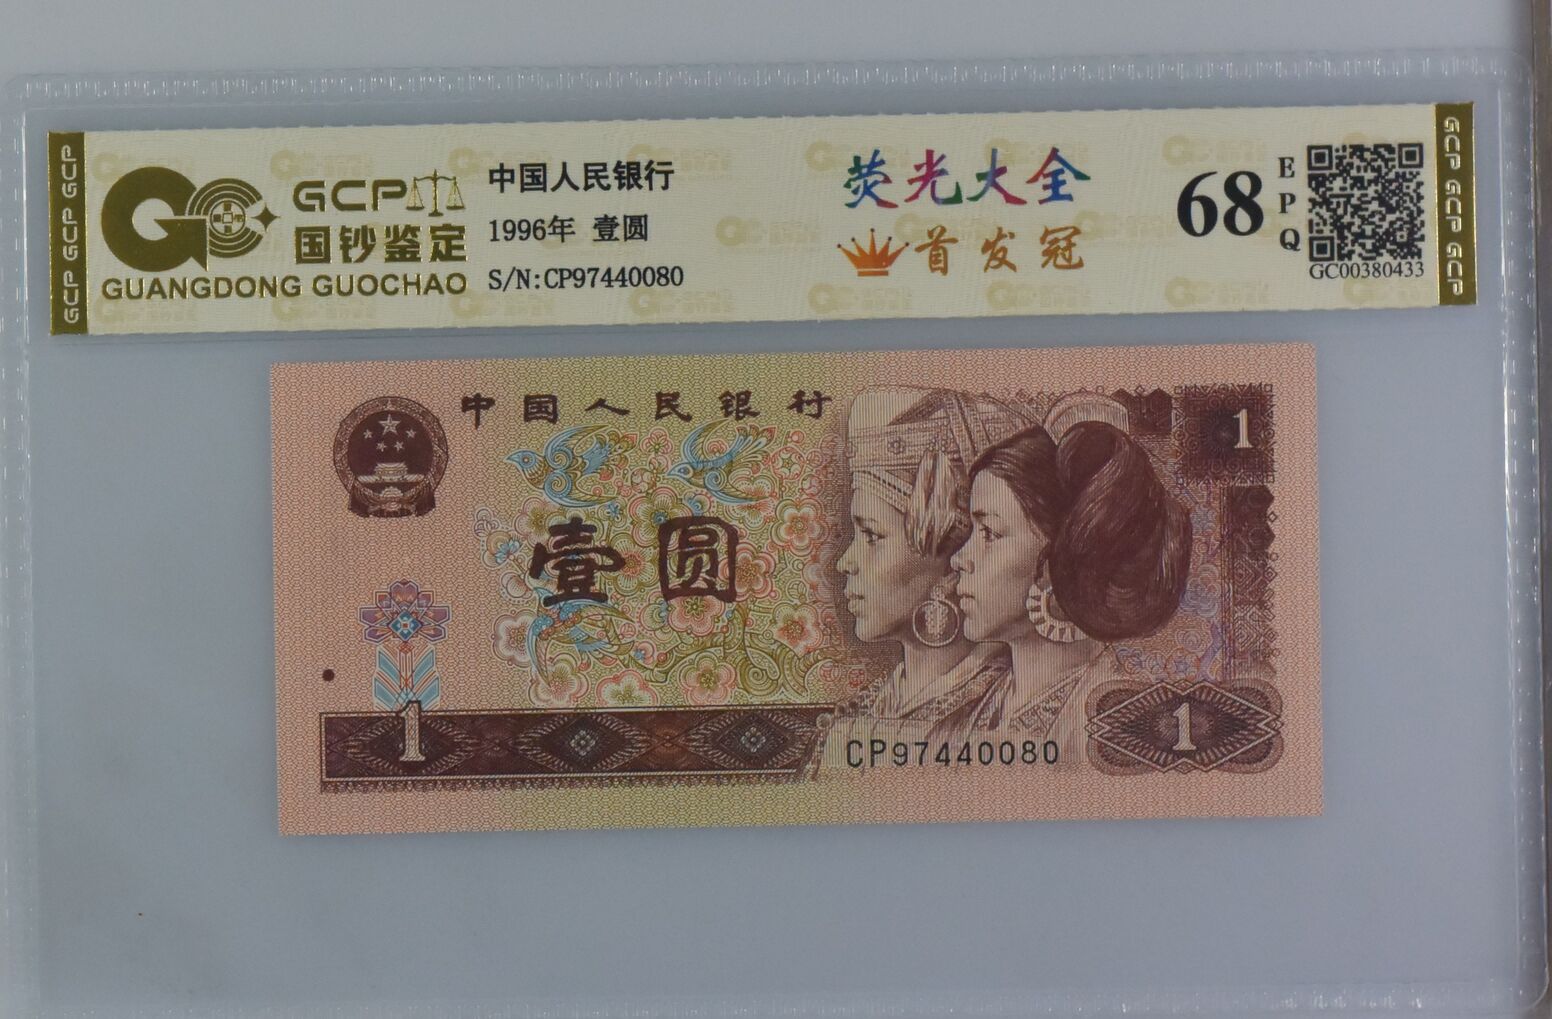 GCP GCP GCP
GCP
国钞鉴定
GUANGDONG GUOCHAO
中国人民银行
1996年 壹圆
S/N:CP97440080
荧光大全
首发冠
68
EPQ
GC00380433
GCP GCP GCP
中国人民银行
1
壹圆
1
CP97440080
1